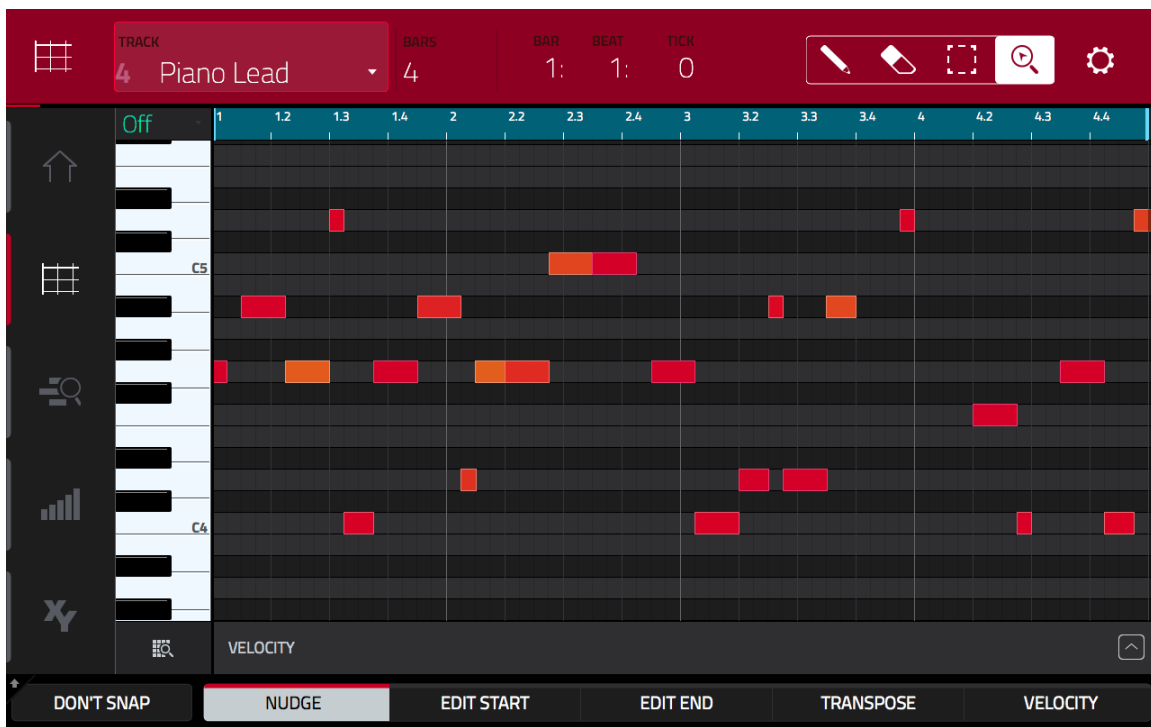 TRACK BARS BAR BEAT TICK
4 Piano Lead 4 1: 1: 0
Off 1 1.2 1.3 1.4 2 2.2 2.3 2.4 3 3.2 3.3 3.4 4 4.2 4.3 4.4
C5
C4
XY
VELOCITY
DON'T SNAP NUDGE EDIT START EDIT END TRANSPOSE VELOCITY